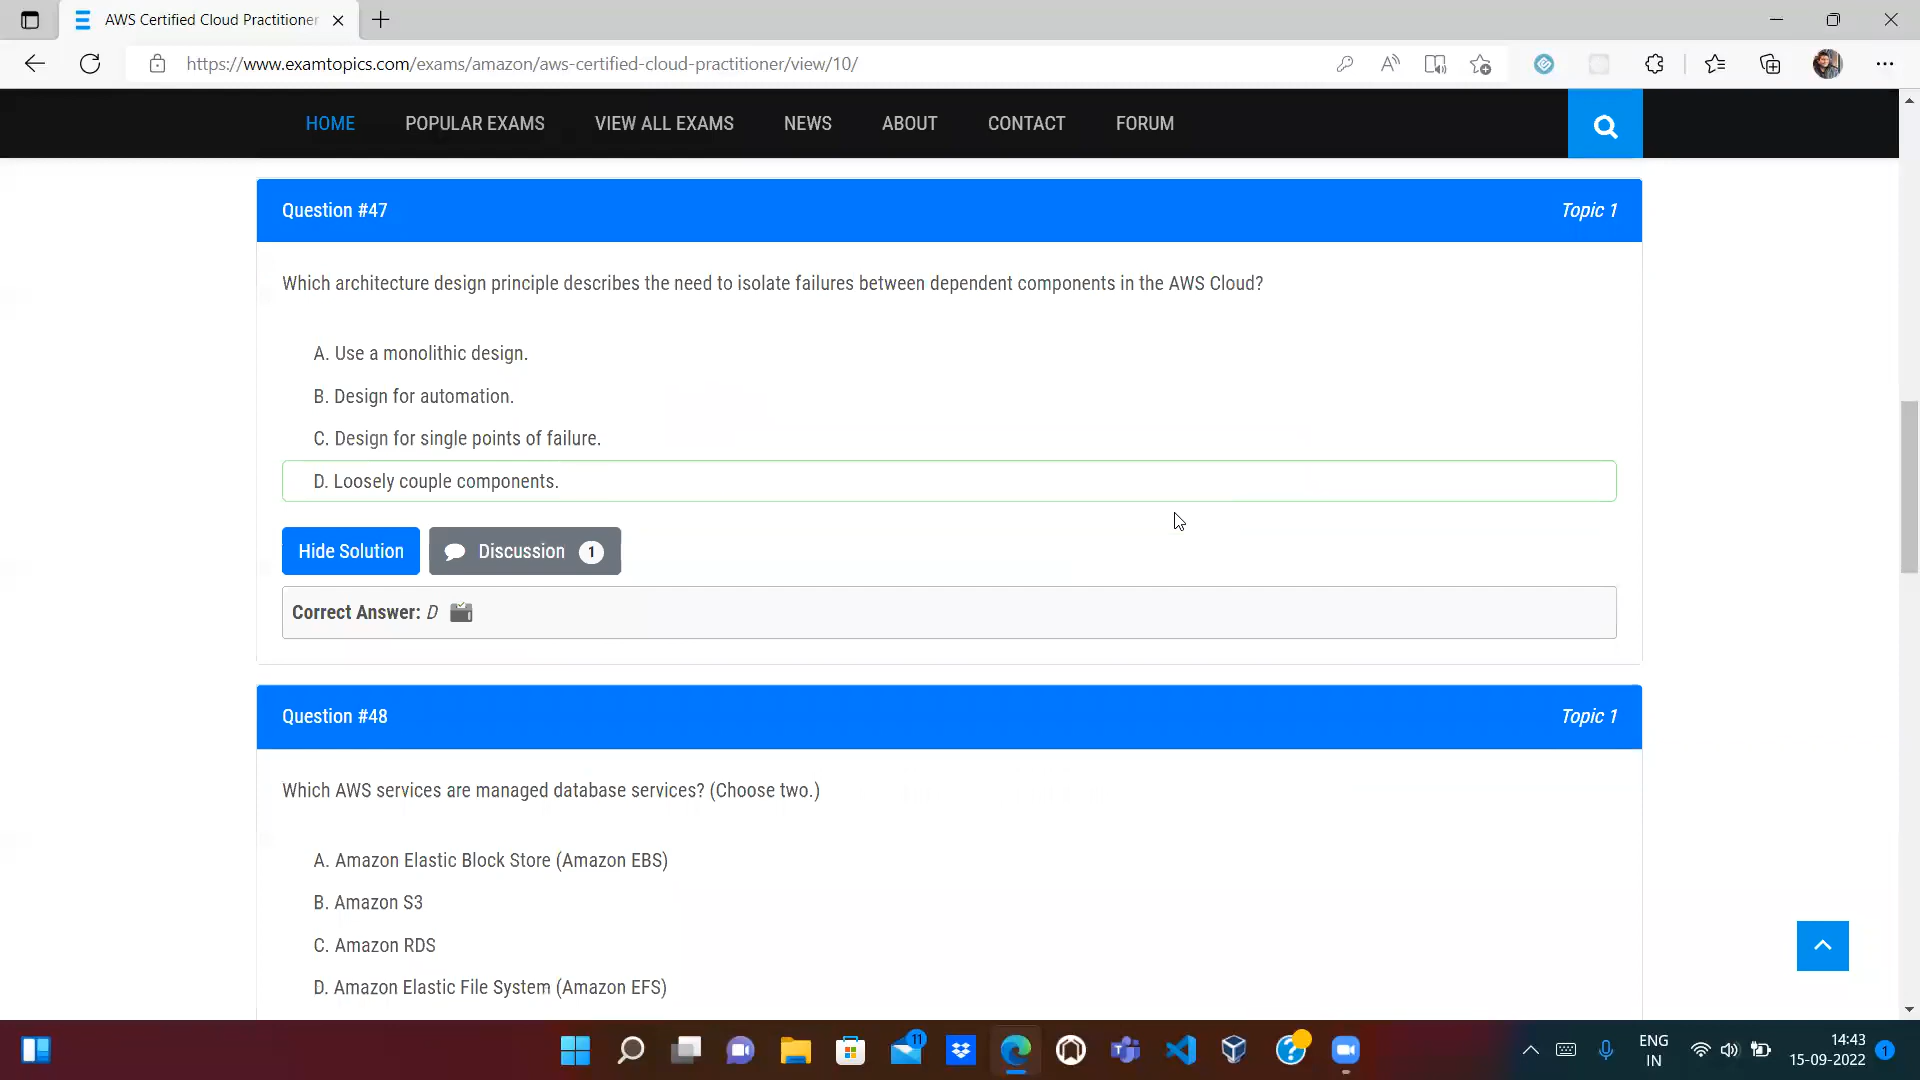 AWS Certified Cloud Practitioner
https://www.examtopics.com/exams/amazon/aws-certified-cloud-practitioner/view/10/
HOME POPULAR EXAMS VIEW ALL EXAMS NEWS ABOUT CONTACT FORUM
Question #47 Topic 1
Which architecture design principle describes the need to isolate failures between dependent components in the AWS Cloud?
A. Use a monolithic design.
B. Design for automation.
C. Design for single points of failure.
D. Loosely couple components.
Hide Solution Discussion 1
Correct Answer: D
Question #48 Topic 1
Which AWS services are managed database services? (Choose two.)
A. Amazon Elastic Block Store (Amazon EBS)
B. Amazon S3
C. Amazon RDS
D. Amazon Elastic File System (Amazon EFS)
11
ENG 14:43
IN 15-09-2022 1